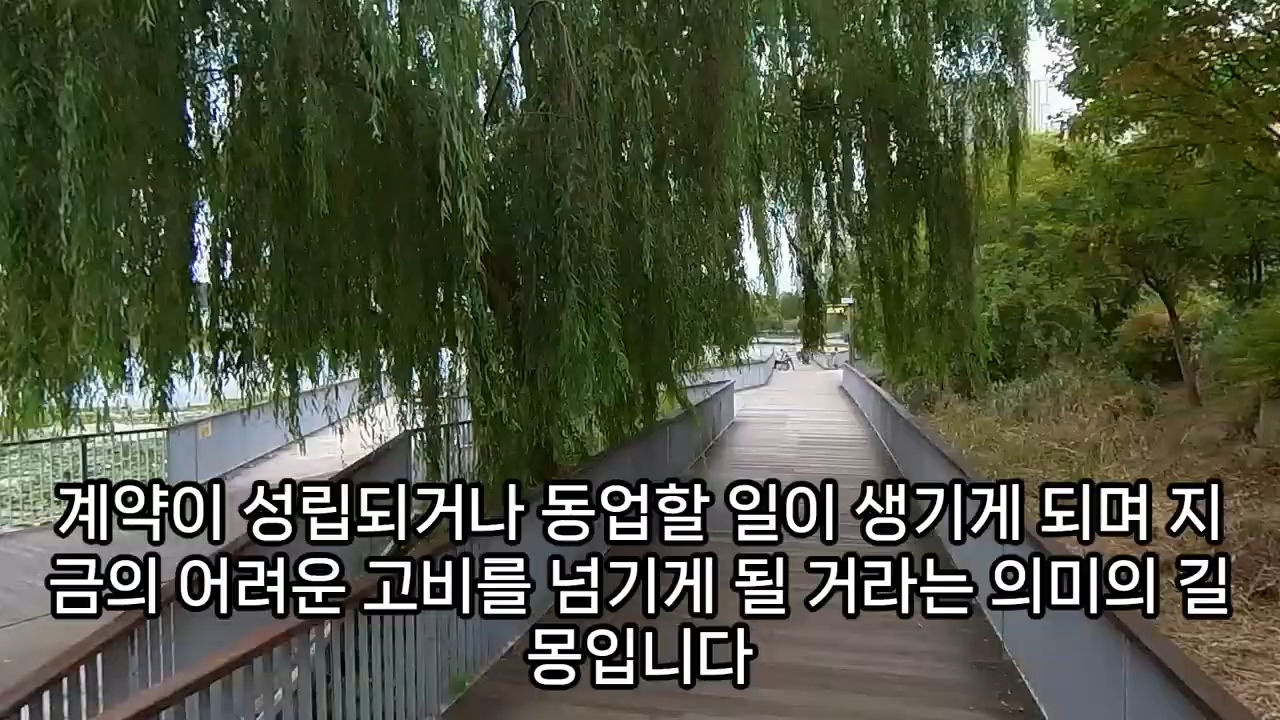 계약이 성립되거나 동업할 일이 생기게 되며 지
금의 어려운 고비를 넘기게 될 거라는 의미의 길
몽입니다